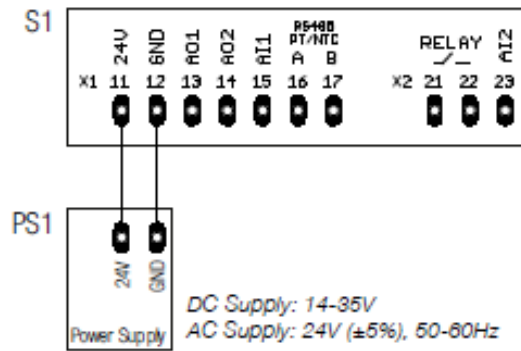 S1
24V GND AO1 AO2 AI1 RS485 PT/NTC A B RELAY AI2
X1 11 12 13 14 15 16 17 X2 21 22 23
PS1
24V GND
Power Supply
DC Supply: 14-35V
AC Supply: 24V (±5%), 50-60Hz